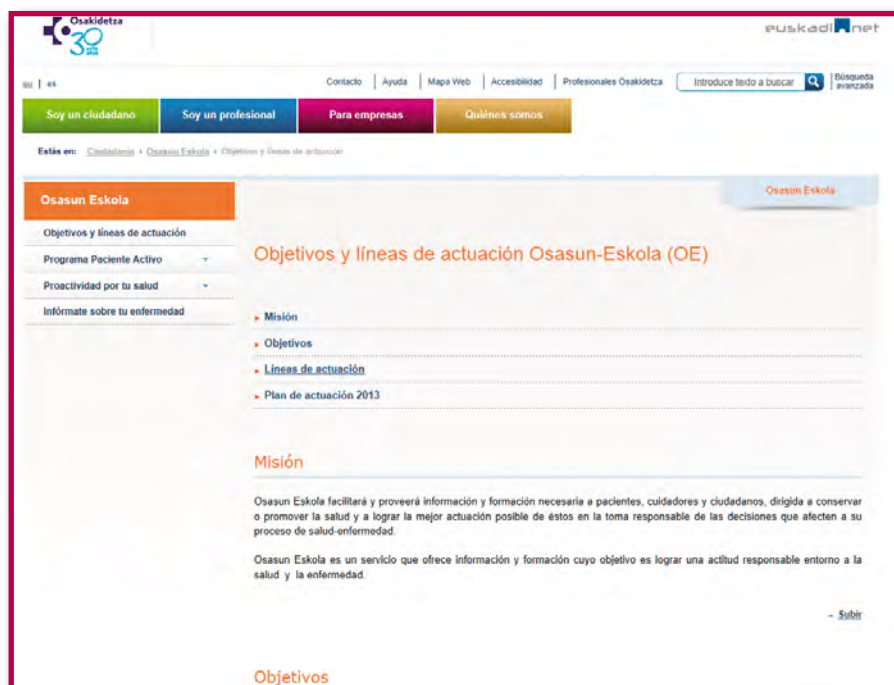 Osakidetza
30
euskadi.net
eu | es
Contacto | Ayuda | Mapa Web | Accesibilidad | Profesionales Osakidetza
Introduce texto a buscar
Búsqueda
avanzada
Soy un ciudadano
Soy un profesional
Para empresas
Quiénes somos
Estás en: Ciudadanía Osasun Eskola Objetivos y líneas de actuación
Osasun Eskola
Objetivos y líneas de actuación
Programa Paciente Activo
Proactividad por tu salud
Infórmate sobre tu enfermedad
Osasun Eskola
Objetivos y líneas de actuación Osasun-Eskola (OE)
Misión
Objetivos
Líneas de actuación
Plan de actuación 2013
Misión
Osasun Eskola facilitará y proveerá información y formación necesaria a pacientes, cuidadores y ciudadanos, dirigida a conservar
o promover la salud y a lograr la mejor actuación posible de éstos en la toma responsable de las decisiones que afecten a su
proceso de salud-enfermedad.
Osasun Eskola es un servicio que ofrece información y formación cuyo objetivo es lograr una actitud responsable entorno a la
salud y la enfermedad.
Subir
Objetivos